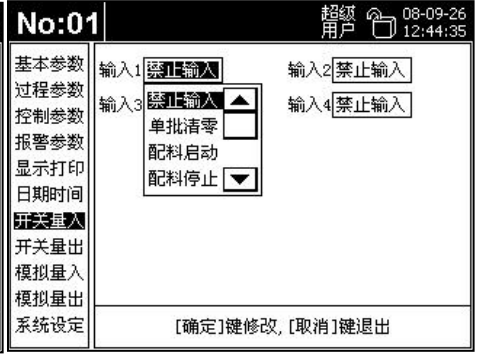 No:01
超级用户
08-09-26
12:44:35
基本参数
过程参数
控制参数
报警参数
显示打印
日期时间
开关量入
开关量出
模拟量入
模拟量出
系统设定
输入1 禁止输入
输入2 禁止输入
输入3
输入4 禁止输入
禁止输入
单批清零
配料启动
配料停止
[确定]键修改, [取消]键退出